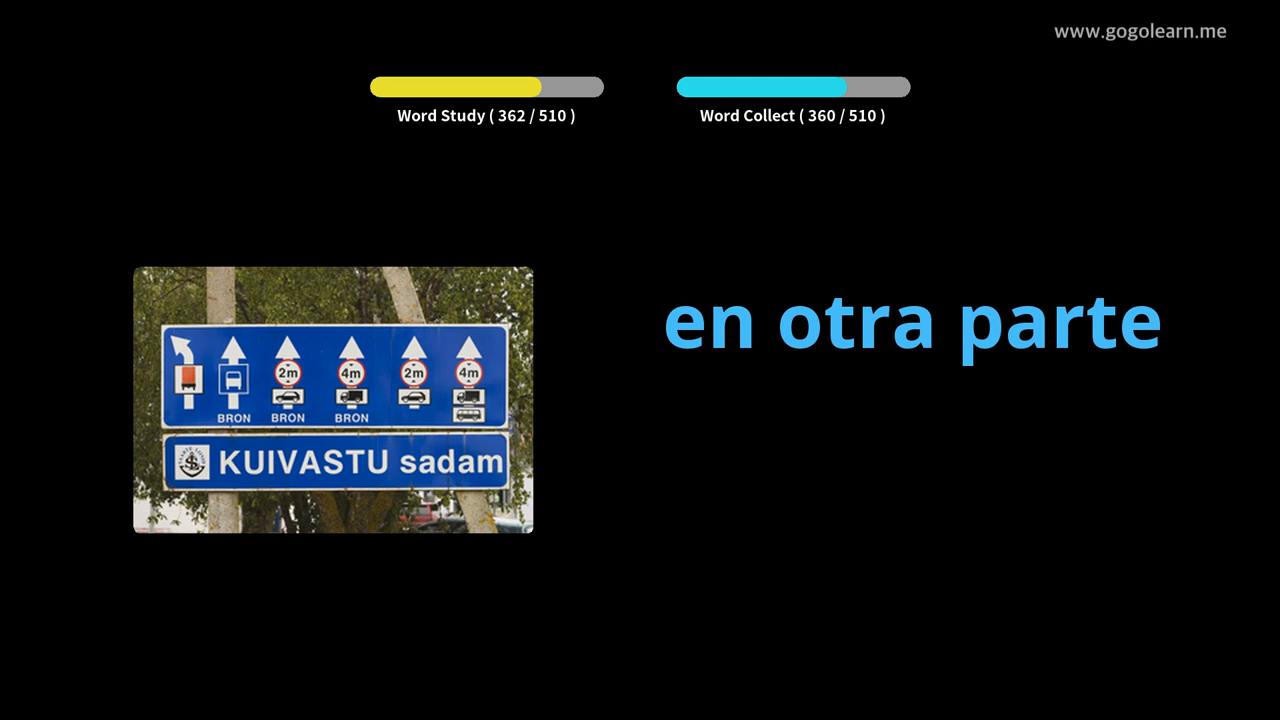 www.gogolearn.me
Word Study ( 362 / 510 )
Word Collect ( 360 / 510 )
en otra parte
2m 4m 2m 4m
BRON BRON BRON
KUIVASTU sadam